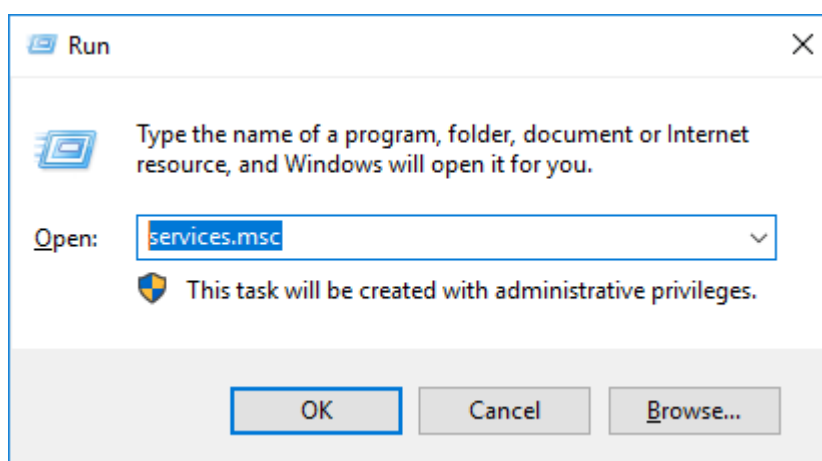 Run
Type the name of a program, folder, document or Internet
resource, and Windows will open it for you.
Open: services.msc
This task will be created with administrative privileges.
OK Cancel Browse...